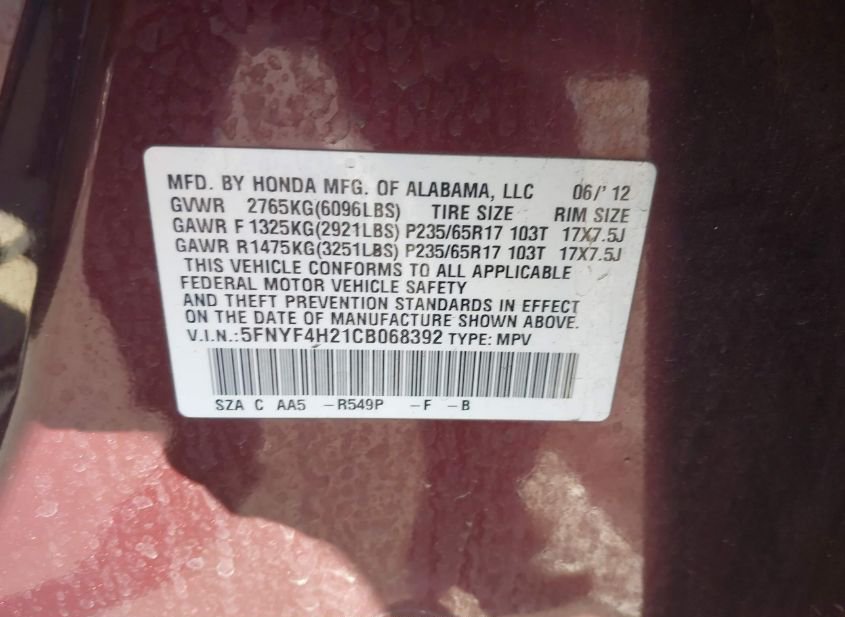 MFD. BY HONDA MFG. OF ALABAMA, LLC 06/' 12
GVWR 2765KG(6096LBS) TIRE SIZE RIM SIZE
GAWR F 1325KG(2921LBS) P235/65R17 103T 17X7.5J
GAWR R1475KG(3251LBS) P235/65R17 103T 17X7.5J
THIS VEHICLE CONFORMS TO ALL APPLICABLE
FEDERAL MOTOR VEHICLE SAFETY
AND THEFT PREVENTION STANDARDS IN EFFECT
ON THE DATE OF MANUFACTURE SHOWN ABOVE.
V.I.N.:5FNYF4H21CB068392 TYPE: MPV
SZA C AA5 -R549P -F -B